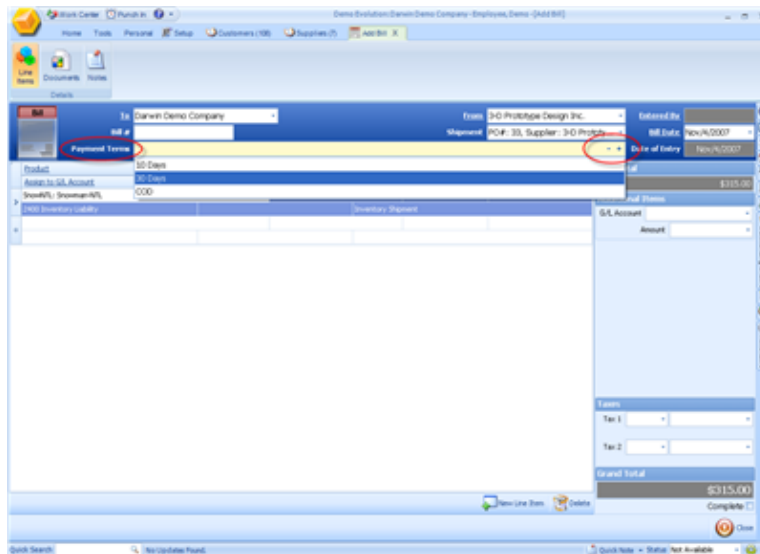 Work Center Punch In Demo Evolution: Darwin Demo Company - Employee, Demo - [Add Bill]
Home Tools Personal Setup Customers (108) Suppliers (7) Add Bill X
Line Items Documents Notes
Details
Bill To Darwin Demo Company From 3-D Prototype Design Inc. Entered By
Bill # Shipment PO#: 33, Supplier: 3-D Prototy... Bill Date Nov/4/2007
Payment Terms Date of Entry Nov/4/2007
10 Days
Product
30 Days
Assign to G/L Account $315.00
COD
G/L Account
2400 Inventory Liability Inventory Shipment
Amount
Taxes
Tax 1
Tax 2
Grand Total
$315.00
New Line Item Delete
Complete
Close
Quick Search No Updates Found. Quick Note Status Not Available